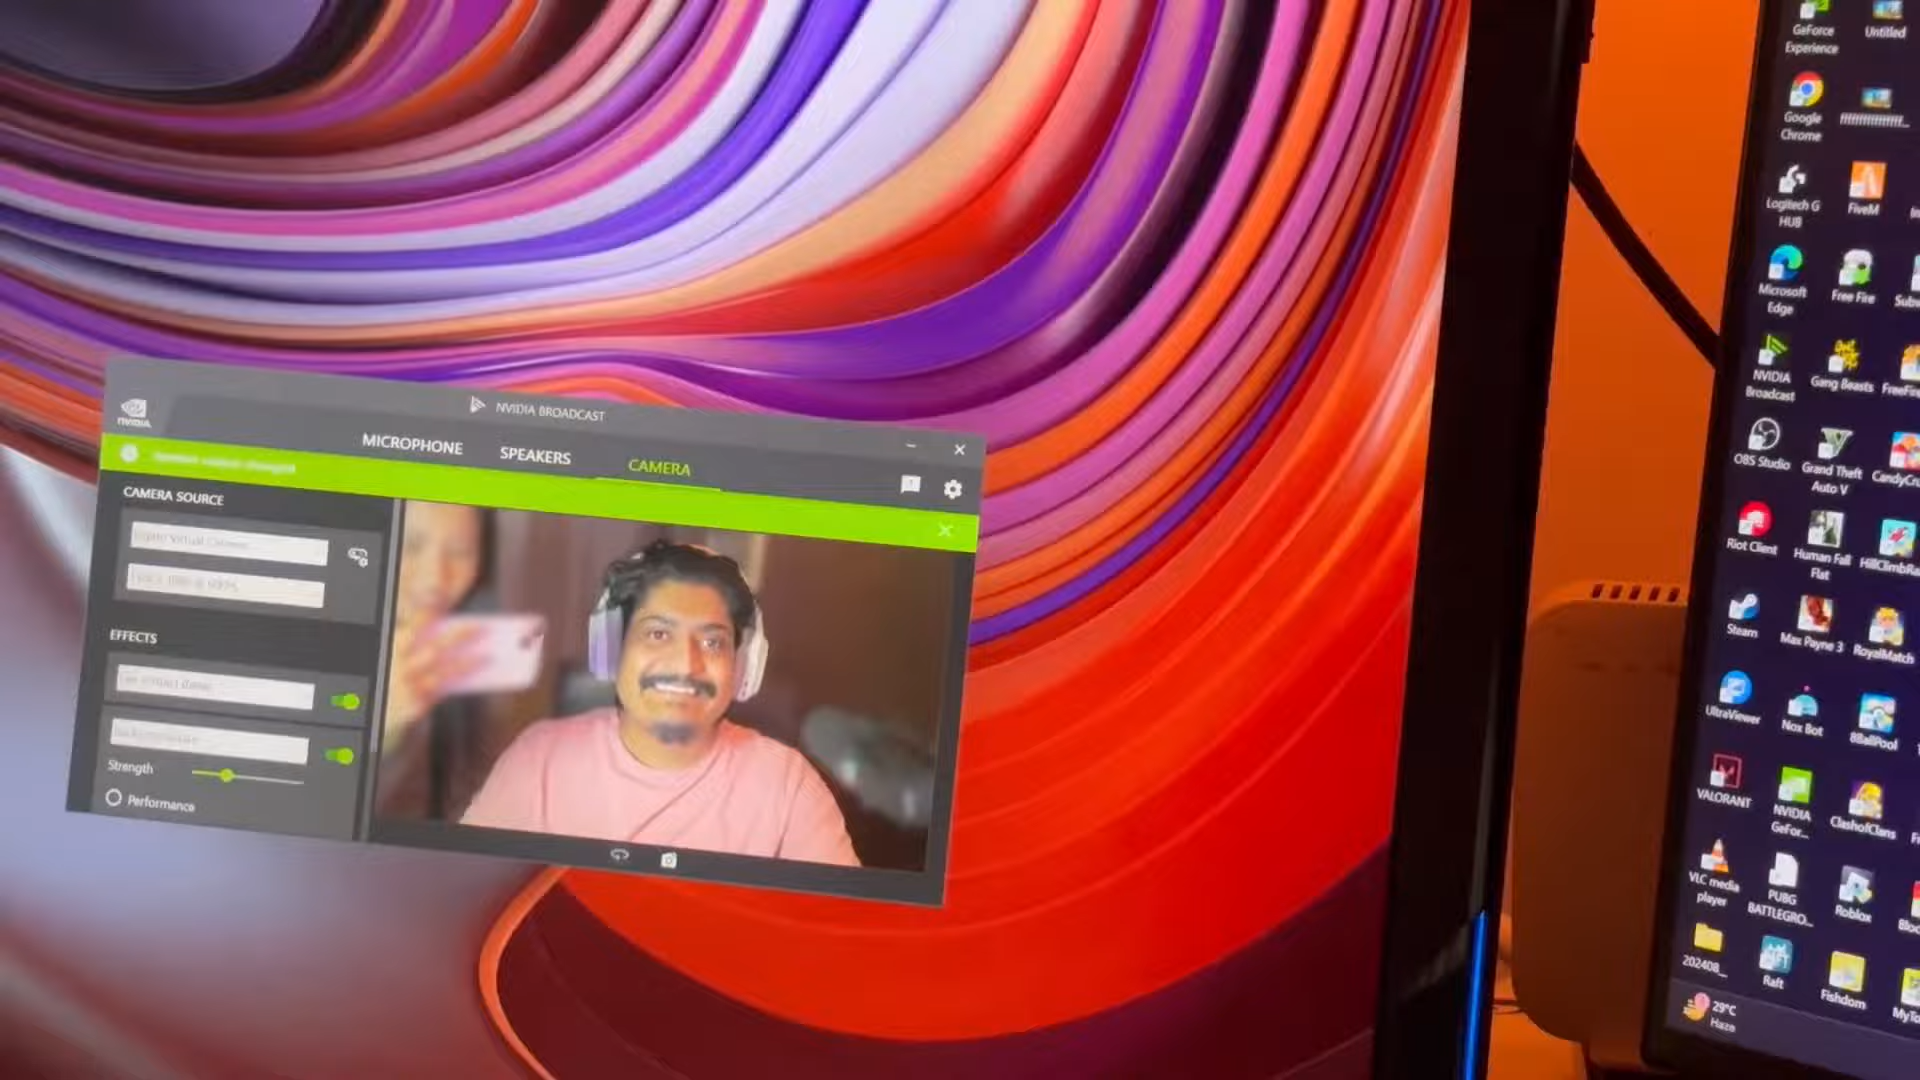 NVIDIA
NVIDIA BROADCAST
MICROPHONE
SPEAKERS
CAMERA
CAMERA SOURCE
EFFECTS
Strength
Performance
GeForce
Experience
Untitled
Google
Chrome
Logitech G
HUB
FiveM
Microsoft
Edge
Free Fire
NVIDIA
Broadcast
Gang Beasts
OBS Studio
Grand Theft
Auto V
Riot Client
Human Fall
Flat
Steam
Max Payne 3
RoyalMatch
UltraViewer
Nox Bot
8BallPool
VALORANT
NVIDIA
GeFor...
ClashofClans
VLC media
player
PUBG
BATTLEGRO...
Roblox
202408_
Raft
Fishdom
29°C
Haze